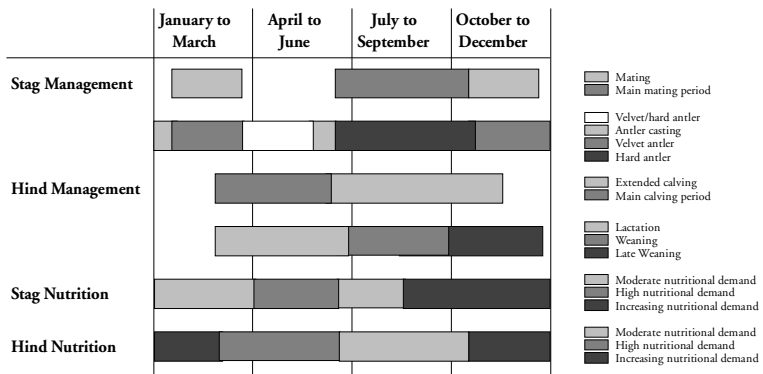 January to
March
April to
June
July to
September
October to
December
Stag Management
Mating
Main mating period
Velvet/hard antler
Antler casting
Velvet antler
Hard antler
Hind Management
Extended calving
Main calving period
Lactation
Weaning
Late Weaning
Stag Nutrition
Moderate nutritional demand
High nutritional demand
Increasing nutritional demand
Hind Nutrition
Moderate nutritional demand
High nutritional demand
Increasing nutritional demand